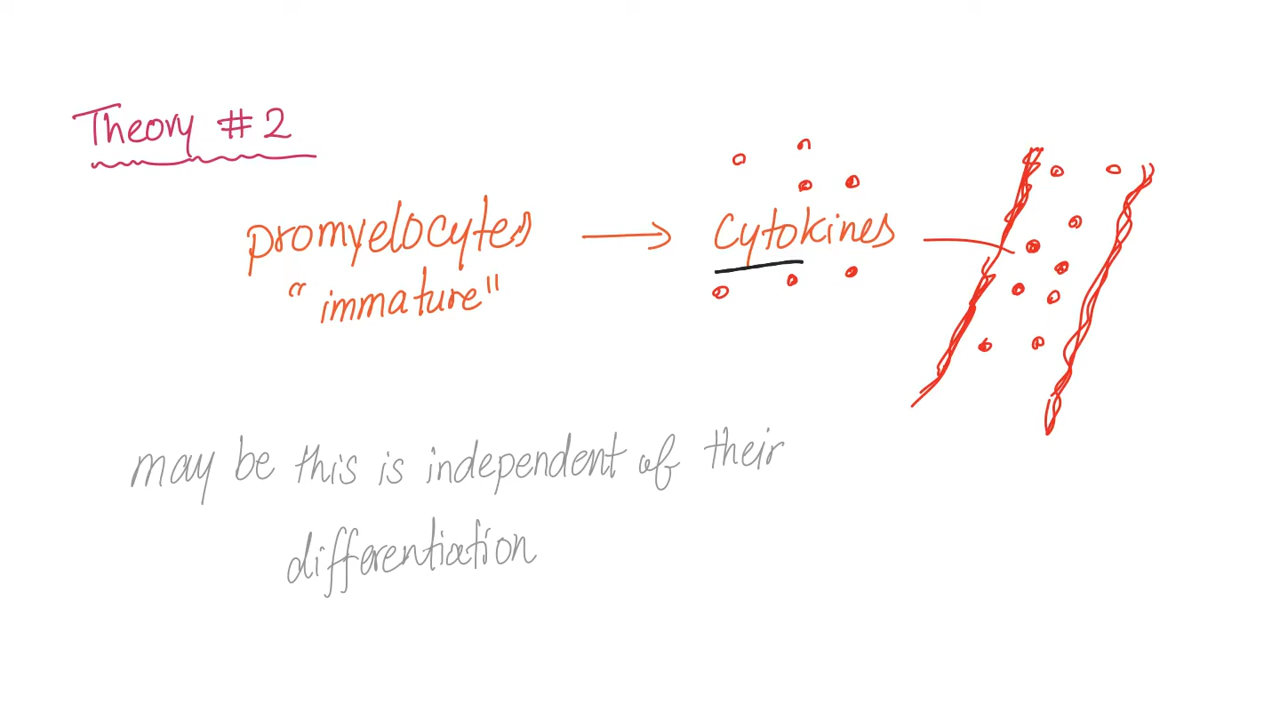 Theory #2
promyelocytes → Cytokines
"immature"
may be this is independent of their
differentiation